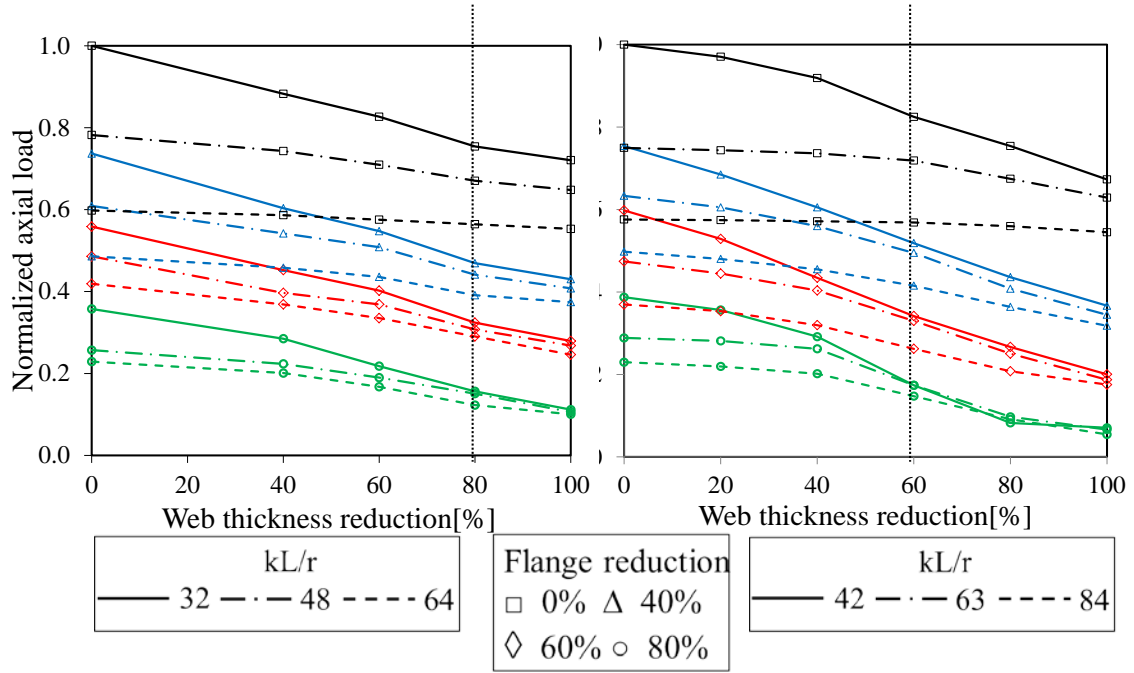 Normalized axial load
1.0
0.8
0.6
0.4
0.2
0.0
0 20 40 60 80 100
Web thickness reduction[%]
0 20 40 60 80 100
Web thickness reduction[%]
kL/r
32 48 64
Flange reduction
□ 0% Δ 40%
◊ 60% ○ 80%
kL/r
42 63 84